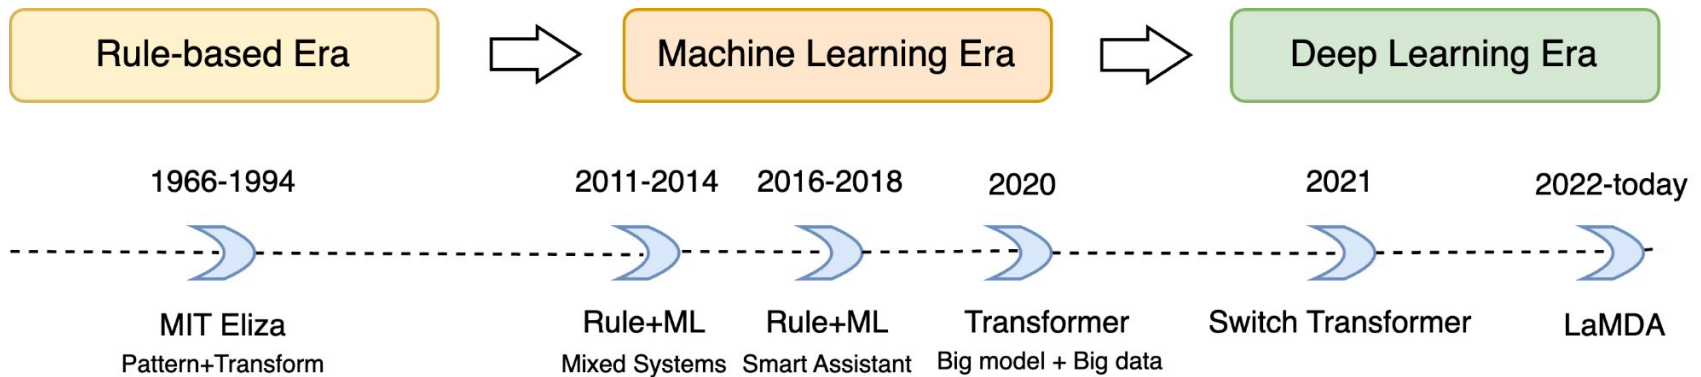 Rule-based Era
Machine Learning Era
Deep Learning Era
1966-1994
2011-2014
2016-2018
2020
2021
2022-today
MIT Eliza
Pattern+Transform
Rule+ML
Mixed Systems
Rule+ML
Smart Assistant
Transformer
Big model + Big data
Switch Transformer
LaMDA